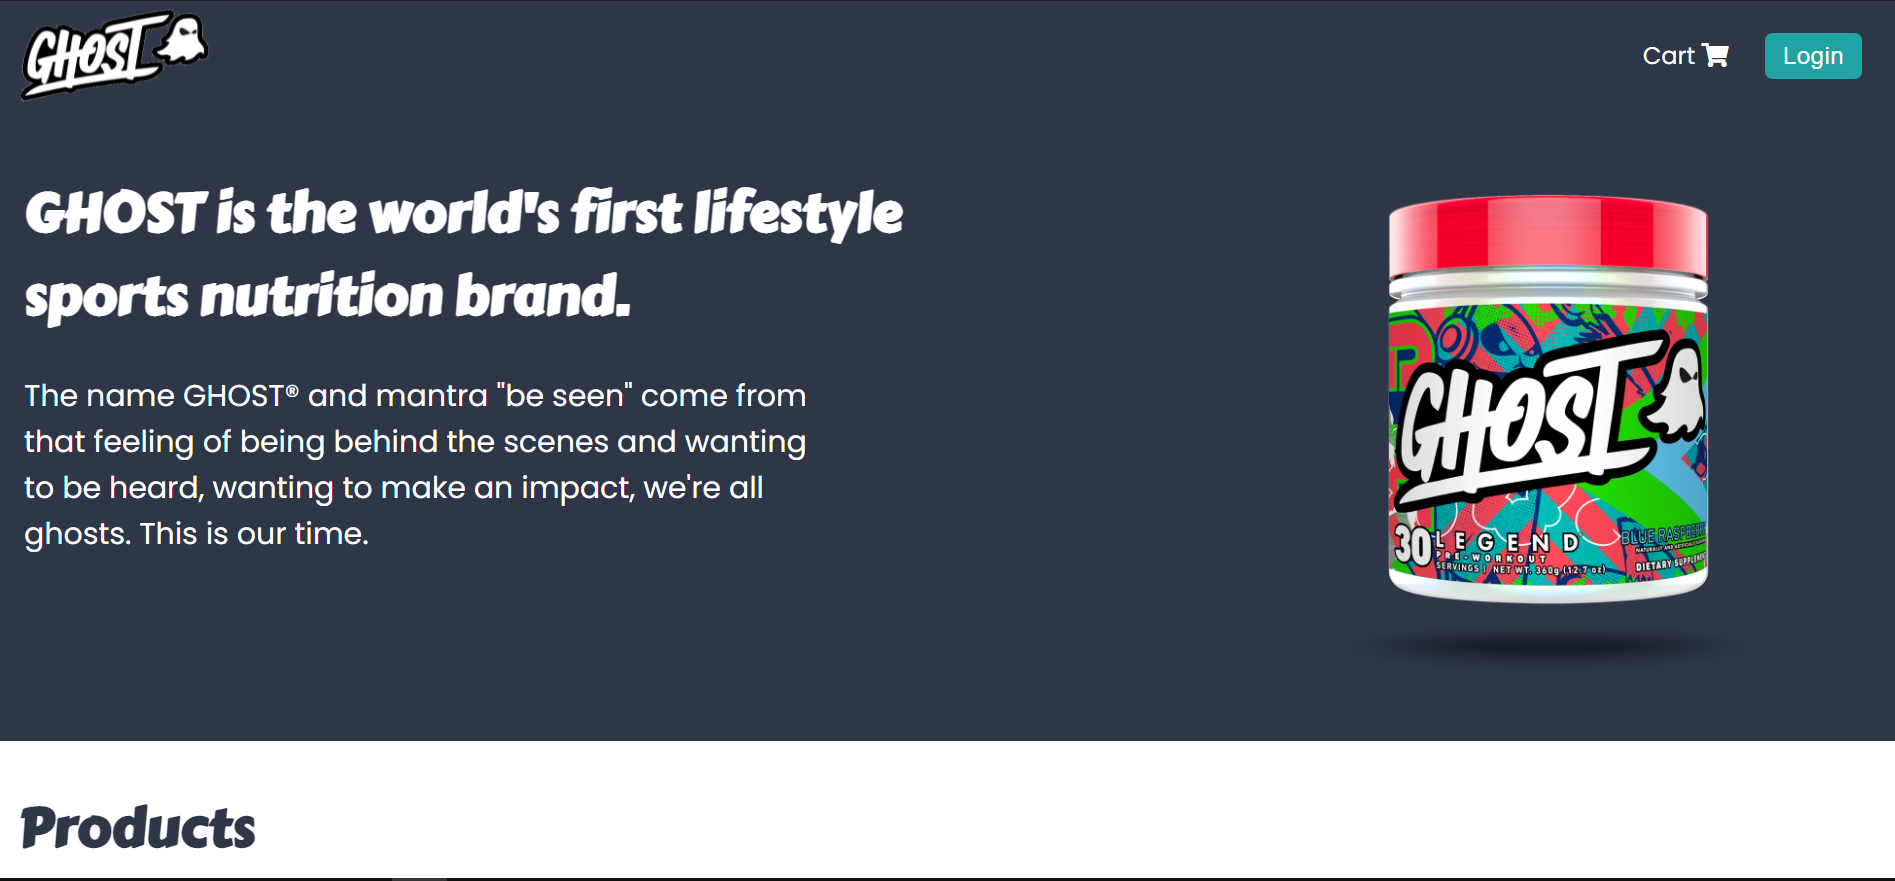 GHOST
Cart
Login
GHOST is the world's first lifestyle
sports nutrition brand.
The name GHOST® and mantra "be seen" come from
that feeling of being behind the scenes and wanting
to be heard, wanting to make an impact, we're all
ghosts. This is our time.
GHOST
30
LEGEND
PRE-WORKOUT
SERVINGS | NET WT. 360g (12.7 oz)
BLUE
DIETARY
Products